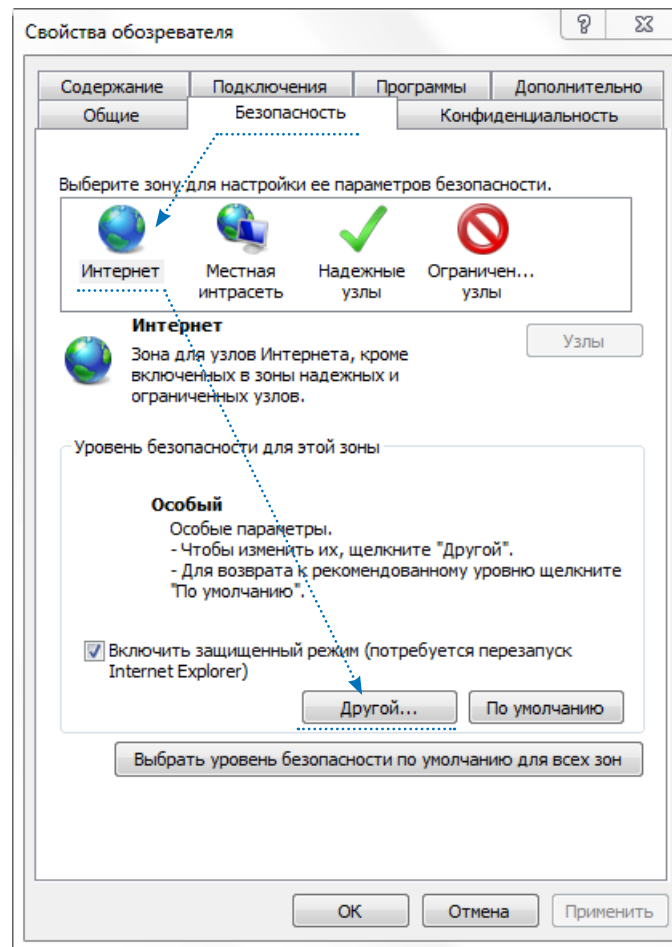 Свойства обозревателя
Содержание Подключения Программы Дополнительно
Общие Безопасность Конфиденциальность
Выберите зону для настройки ее параметров безопасности.
Интернет Местная интрасеть Надежные узлы Ограничен... узлы
Интернет
Узлы
Зона для узлов Интернета, кроме
включенных в зоны надежных и
ограниченных узлов.
Уровень безопасности для этой зоны
Особый
Особые параметры.
- Чтобы изменить их, щелкните "Другой".
- Для возврата к рекомендованному уровню щелкните
"По умолчанию".
Включить защищенный режим (потребуется перезапуск
Internet Explorer)
Другой... По умолчанию
Выбрать уровень безопасности по умолчанию для всех зон
ОК Отмена Применить